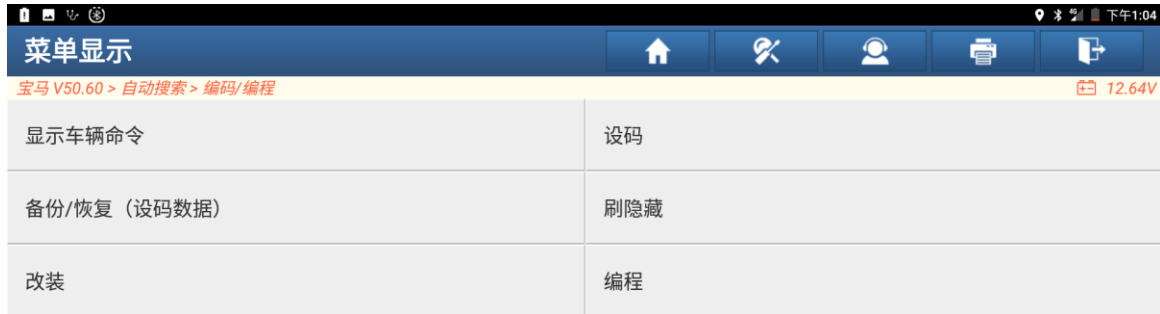 下午1:04
菜单显示
宝马 V50.60 > 自动搜索 > 编码/编程
12.64V
显示车辆命令
设码
备份/恢复（设码数据）
刷隐藏
改装
编程